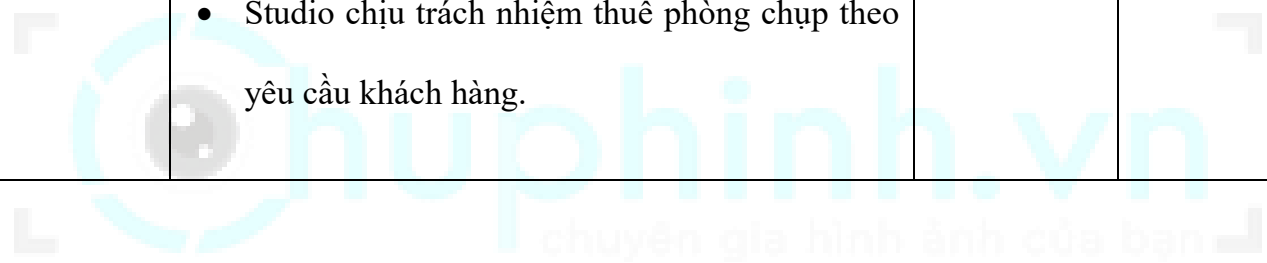 • Studio chịu trách nhiệm thuê phòng chụp theo
yêu cầu khách hàng.
chuphinh.vn
chuyên gia hình ảnh của bạn